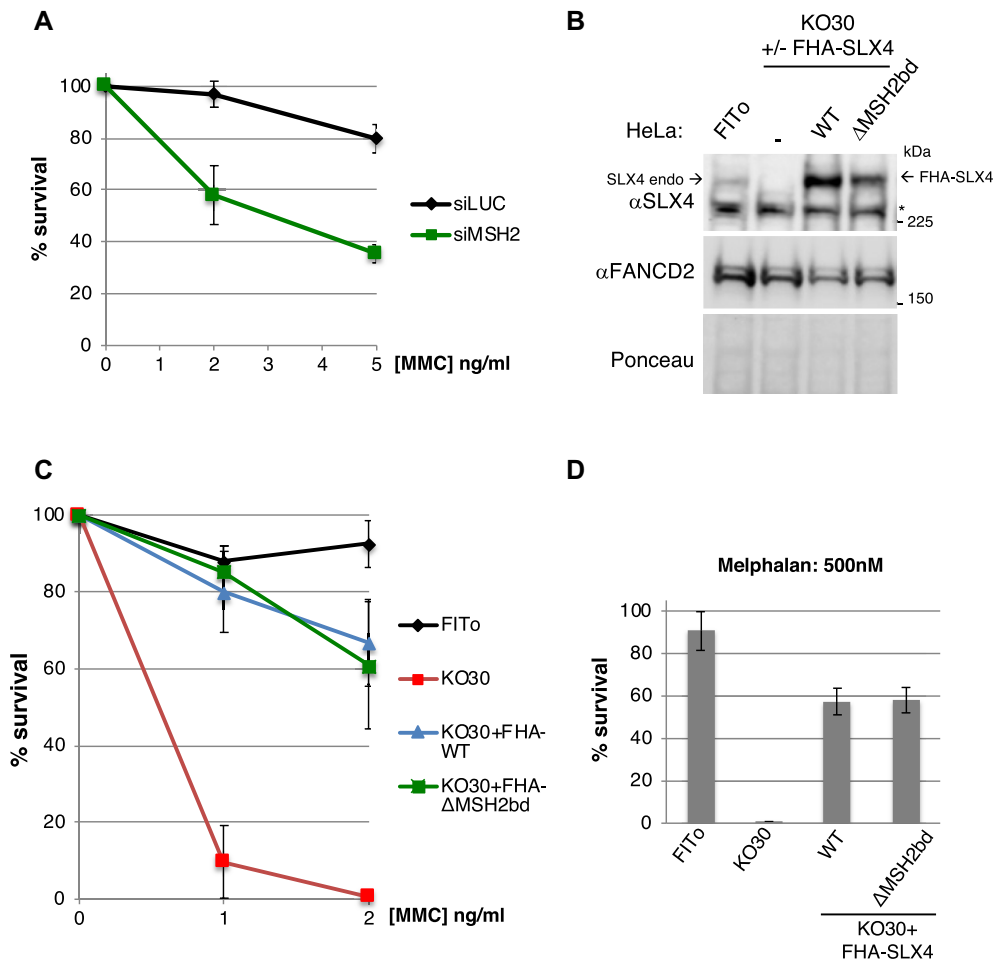 A
% survival
100
80
60
40
20
0
0 1 2 3 4 5
[MMC] ng/ml
siLUC
siMSH2
B
KO30
+/- FHA-SLX4
HeLa: FITo - WT ΔMSH2bd
kDa
SLX4 endo → ← FHA-SLX4
αSLX4
*
225
αFANCD2
150
Ponceau
C
% survival
100
80
60
40
20
0
0 1 2
[MMC] ng/ml
FITo
KO30
KO30+FHA-
WT
KO30+FHA-
ΔMSH2bd
D
Melphalan: 500nM
% survival
100
80
60
40
20
0
FITo KO30 WT ΔMSH2bd
KO30+
FHA-SLX4